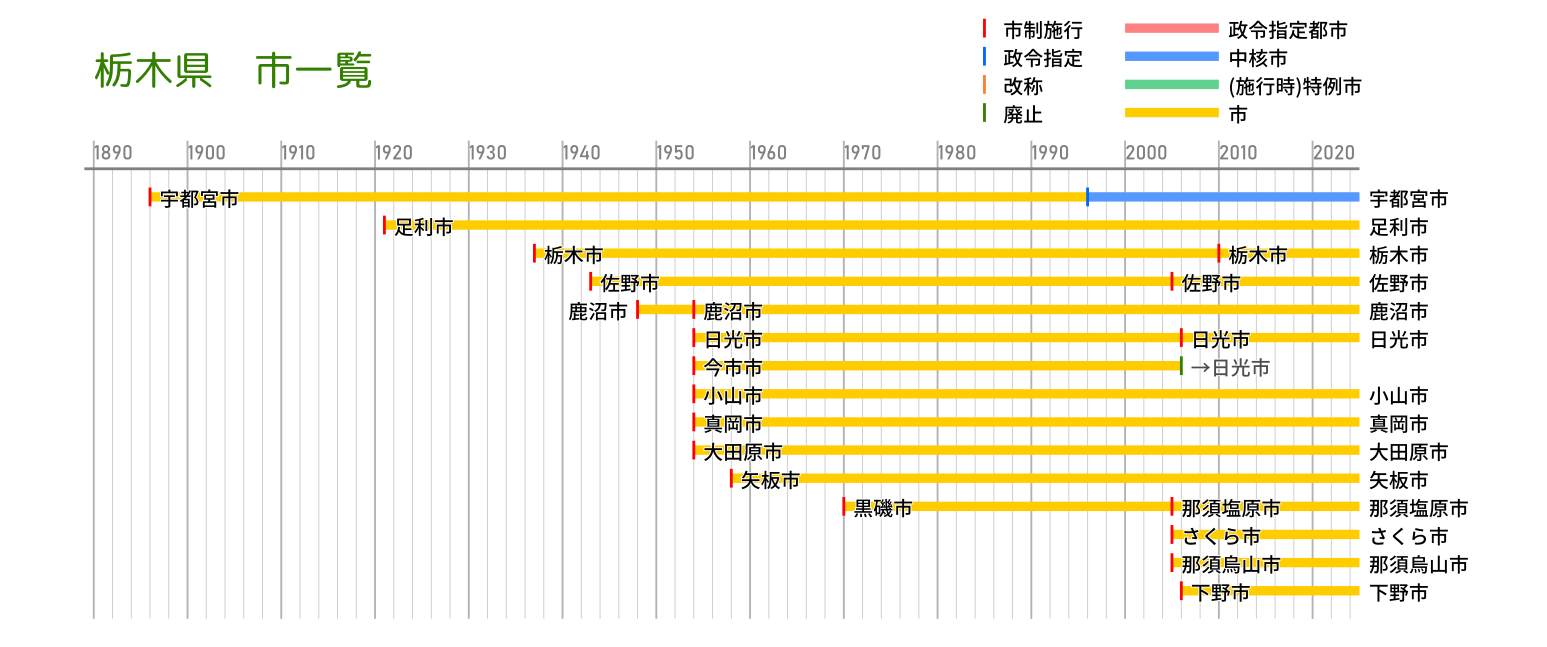 栃木県　市一覧
市制施行　政令指定都市
政令指定　中核市
改称　(施行時)特例市
廃止　市
1890 1900 1910 1920 1930 1940 1950 1960 1970 1980 1990 2000 2010 2020
宇都宮市　宇都宮市
足利市　足利市
栃木市　栃木市　栃木市
佐野市　佐野市　佐野市
鹿沼市　鹿沼市　鹿沼市
日光市　日光市　日光市
今市市　→日光市
小山市　小山市
真岡市　真岡市
大田原市　大田原市
矢板市　矢板市
黒磯市　那須塩原市　那須塩原市
さくら市　さくら市
那須烏山市　那須烏山市
下野市　下野市